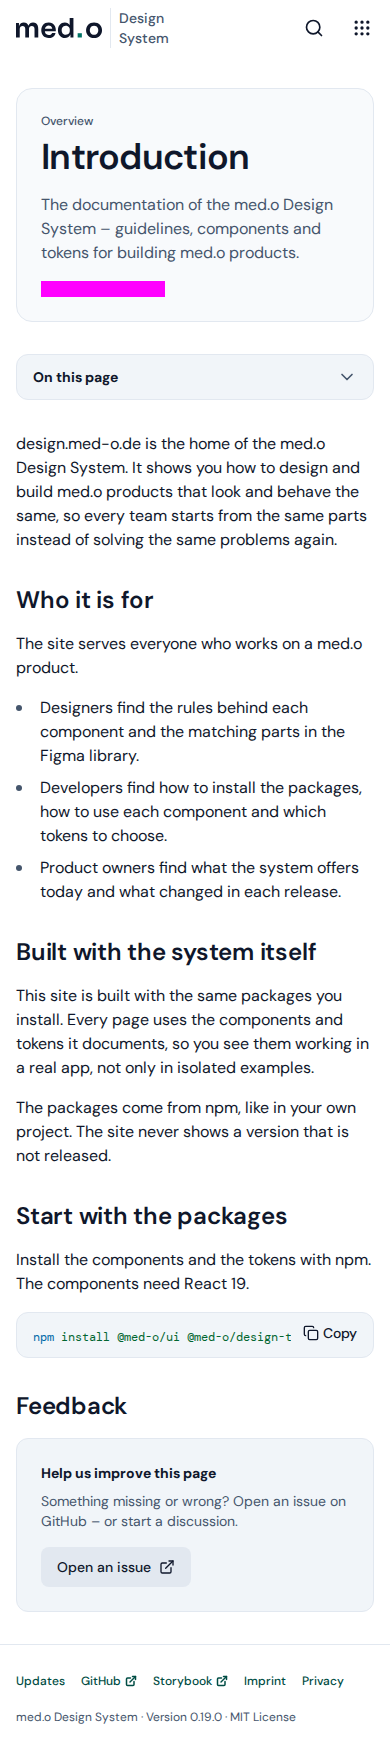 med.o Design
System
Overview
Introduction
The documentation of the med.o Design
System – guidelines, components and
tokens for building med.o products.
On this page
design.med-o.de is the home of the med.o
Design System. It shows you how to design and
build med.o products that look and behave the
same, so every team starts from the same parts
instead of solving the same problems again.
Who it is for
The site serves everyone who works on a med.o
product.
Designers find the rules behind each
component and the matching parts in the
Figma library.
Developers find how to install the packages,
how to use each component and which
tokens to choose.
Product owners find what the system offers
today and what changed in each release.
Built with the system itself
This site is built with the same packages you
install. Every page uses the components and
tokens it documents, so you see them working in
a real app, not only in isolated examples.
The packages come from npm, like in your own
project. The site never shows a version that is
not released.
Start with the packages
Install the components and the tokens with npm.
The components need React 19.
npm install @med-o/ui @med-o/design-t Copy
Feedback
Help us improve this page
Something missing or wrong? Open an issue on
GitHub – or start a discussion.
Open an issue
Updates GitHub Storybook Imprint Privacy
med.o Design System · Version 0.19.0 · MIT License